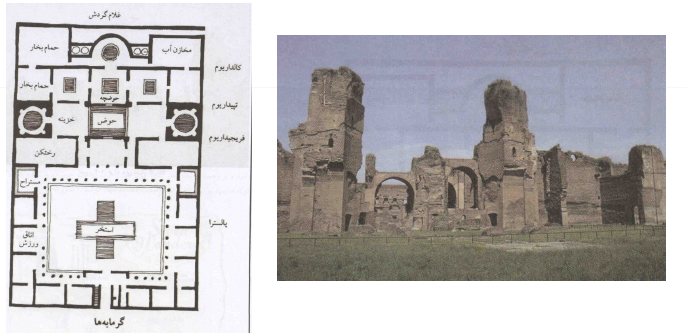 غلام گردش
حمام بخار
مخازن آب
کالداریوم
حمام بخار
حوضچه
تپیداریوم
خزینه
حوض
فریجیداریوم
رختکن
مستراح
پالسترا
استخر
اتاق
ورزش
گرمابه‌ها